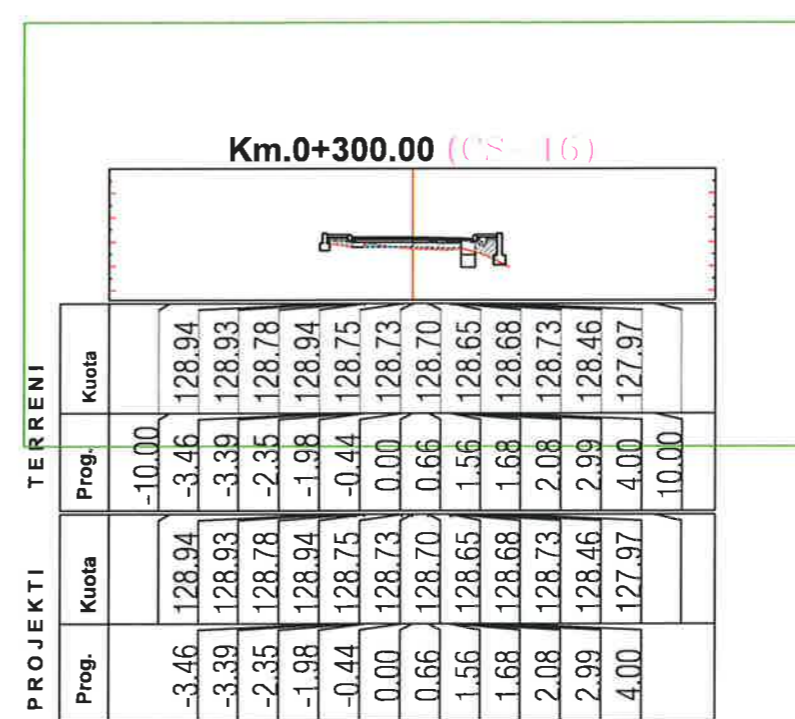 Km.0+300.00 (CS - 16)
TERRENI
Kuota 128.94 128.93 128.78 128.94 128.75 128.73 128.70 128.65 128.68 128.73 128.46 127.97
Prog. -10.00 -3.46 -3.39 -2.35 -1.98 -0.44 0.00 0.66 1.56 1.68 2.08 2.99 4.00 10.00
PROJEKTI
Kuota 128.94 128.93 128.78 128.94 128.75 128.73 128.70 128.65 128.68 128.73 128.46 127.97
Prog. -3.46 -3.39 -2.35 -1.98 -0.44 0.00 0.66 1.56 1.68 2.08 2.99 4.00